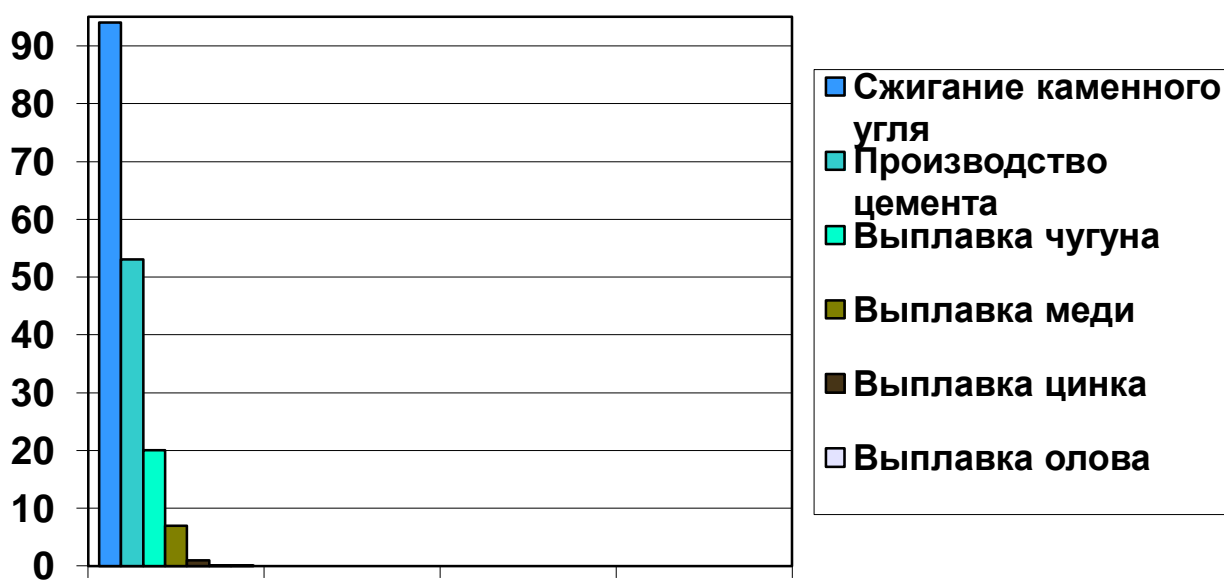 90
80
70
60
50
40
30
20
10
0
Сжигание каменного
угля
Производство
цемента
Выплавка чугуна
Выплавка меди
Выплавка цинка
Выплавка олова